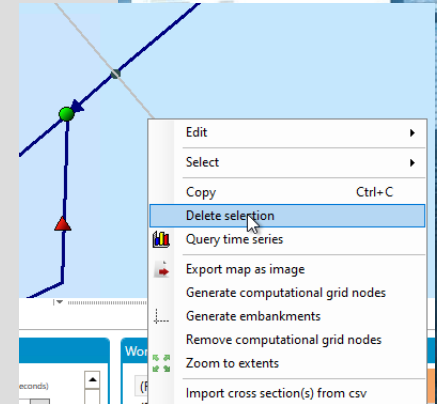 Edit
Select
Copy Ctrl+C
Delete selection
Query time series
Export map as image
Generate computational grid nodes
Generate embankments
Remove computational grid nodes
Zoom to extents
Import cross section(s) from csv
Wor
econds)
(F